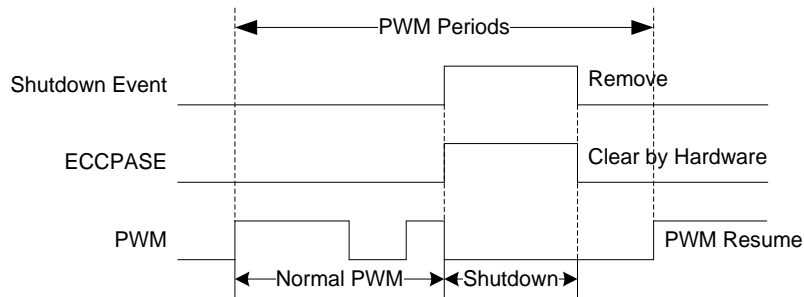 PWM Periods
Shutdown Event
Remove
ECCPASE
Clear by Hardware
PWM
PWM Resume
Normal PWM
Shutdown